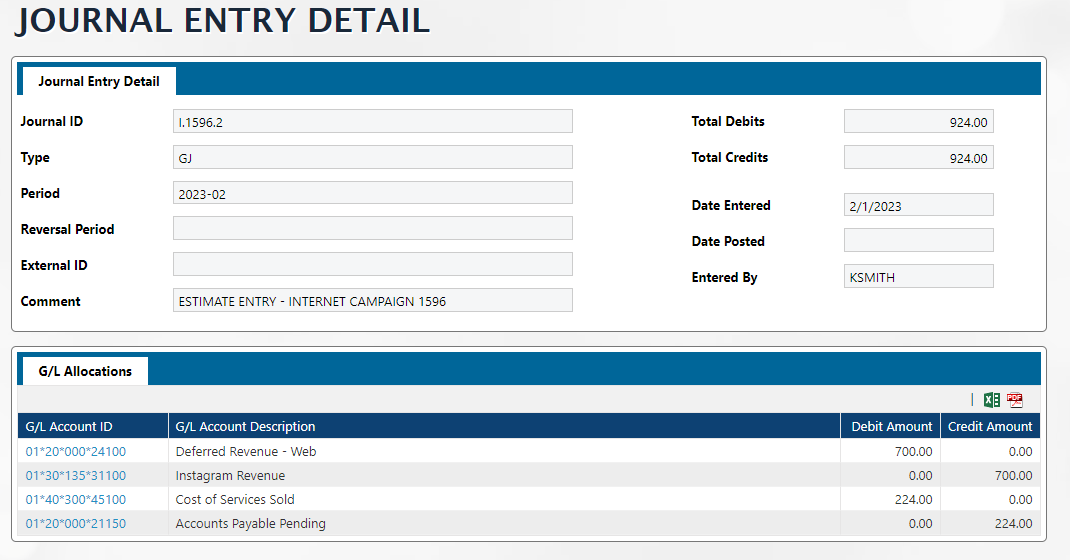 JOURNAL ENTRY DETAIL
Journal Entry Detail
Journal ID I.1596.2 Total Debits 924.00
Type GJ Total Credits 924.00
Period 2023-02
Date Entered 2/1/2023
Reversal Period
Date Posted
External ID
Entered By KSMITH
Comment ESTIMATE ENTRY - INTERNET CAMPAIGN 1596
G/L Allocations
PDF
G/L Account ID G/L Account Description Debit Amount Credit Amount
01*20*000*24100 Deferred Revenue - Web 700.00 0.00
01*30*135*31100 Instagram Revenue 0.00 700.00
01*40*300*45100 Cost of Services Sold 224.00 0.00
01*20*000*21150 Accounts Payable Pending 0.00 224.00